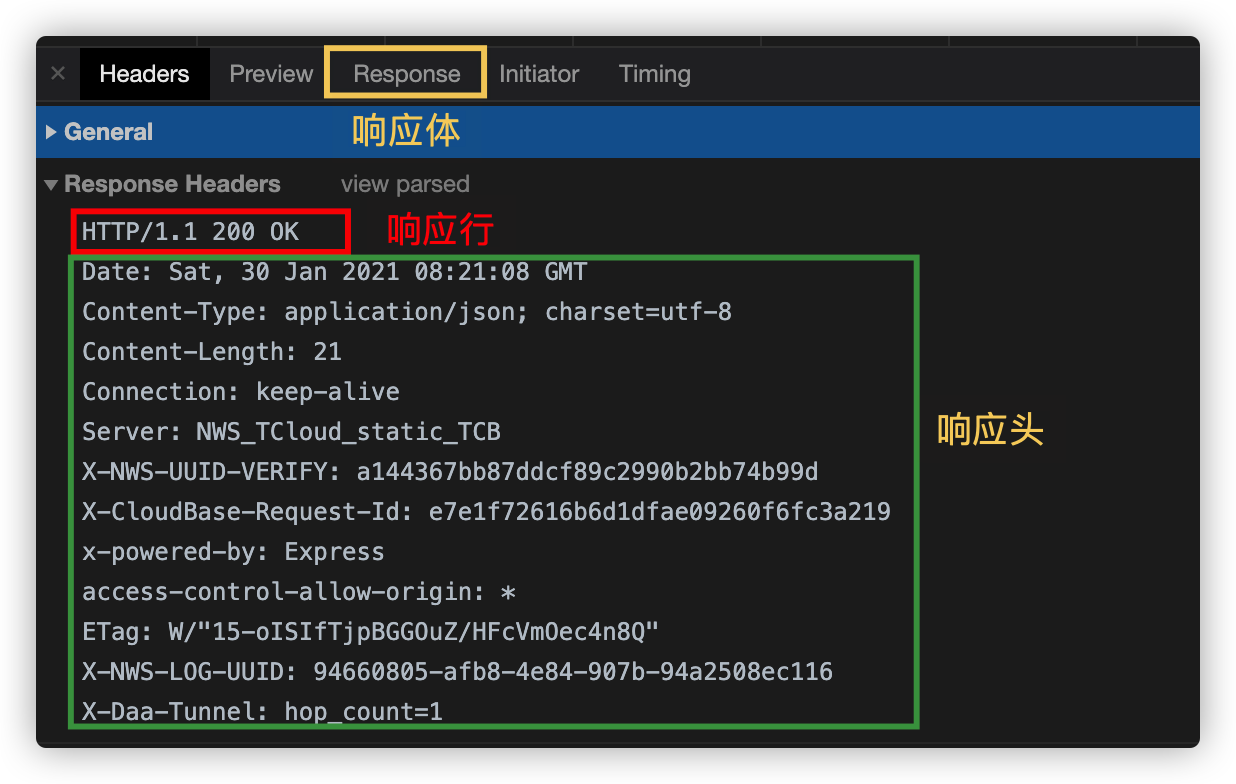 × Headers Preview Response Initiator Timing
General 响应体
Response Headers view parsed
HTTP/1.1 200 OK 响应行
Date: Sat, 30 Jan 2021 08:21:08 GMT
Content-Type: application/json; charset=utf-8
Content-Length: 21
Connection: keep-alive
Server: NWS_TCloud_static_TCB
响应头
X-NWS-UUID-VERIFY: a144367bb87ddcf89c2990b2bb74b99d
X-CloudBase-Request-Id: e7e1f72616b6d1dfae09260f6fc3a219
x-powered-by: Express
access-control-allow-origin: *
ETag: W/"15-oISIfTjpBGGOuZ/HFcVmOec4n8Q"
X-NWS-LOG-UUID: 94660805-afb8-4e84-907b-94a2508ec116
X-Daa-Tunnel: hop_count=1